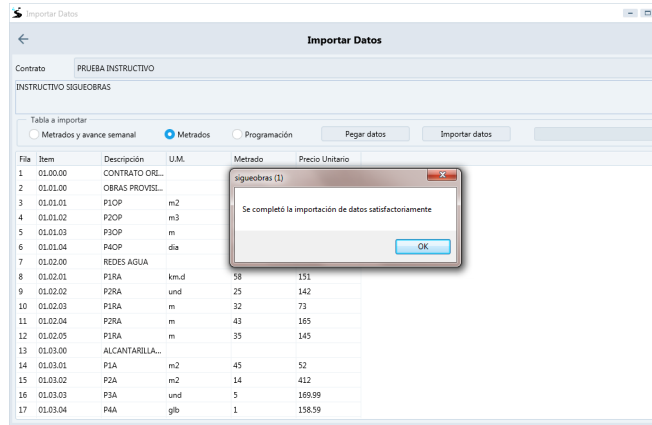 Importar Datos
Importar Datos
Contrato PRUEBA INSTRUCTIVO
INSTRUCTIVO SIGUEOBRAS
Tabla a importar
Metrados y avance semanal Metrados Programación Pegar datos Importar datos
Fila Item Descripción U.M. Metrado Precio Unitario
1 01.00.00 CONTRATO ORI...
2 01.01.00 OBRAS PROVISI...
3 01.01.01 P1OP m2
4 01.01.02 P2OP m3
5 01.01.03 P3OP m
6 01.01.04 P4OP dia
7 01.02.00 REDES AGUA
8 01.02.01 P1RA km.d 58 151
9 01.02.02 P2RA und 25 142
10 01.02.03 P1RA m 32 73
11 01.02.04 P2RA m 43 165
12 01.02.05 P1RA m 35 145
13 01.03.00 ALCANTARILLA...
14 01.03.01 P1A m2 45 52
15 01.03.02 P2A m2 14 412
16 01.03.03 P3A und 5 169.99
17 01.03.04 P4A glb 1 158.59
sigueobras (1)
Se completó la importación de datos satisfactoriamente
OK